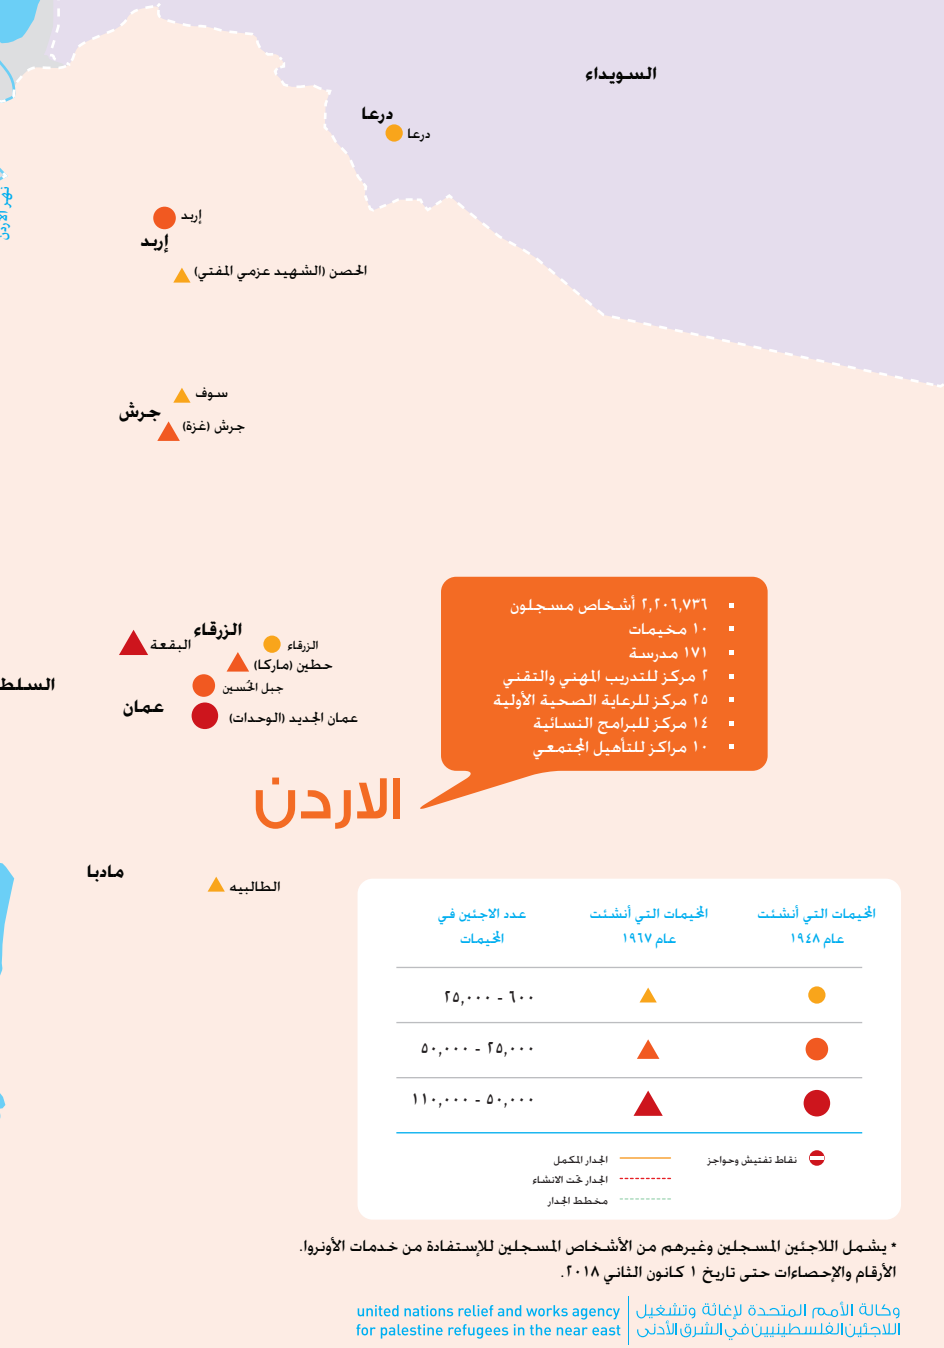 السويداء
درعا
درعا
نهر الاردن
إربد
إربد
الحصن (الشهيد عزمي المفتي)
سوف
جرش
جرش (غزة)
الزرقاء
البقعة
الزرقاء
حطين (ماركا)
السلط
جبل الحُسين
عمان
عمان الجديد (الوحدات)
٢,٢٠٦,٧٣٦ أشخاص مسجلون
١٠ مخيمات
١٧١ مدرسة
٢ مركز للتدريب المهني والتقني
٢٥ مركز للرعاية الصحية الأولية
١٤ مركز للبرامج النسائية
١٠ مراكز للتأهيل المجتمعي
الاردن
مادبا
الطالبيه
المخيمات التي أنشئت
عام ١٩٤٨
المخيمات التي أنشئت
عام ١٩٦٧
عدد الاجئين في
المخيمات
٦٠٠ - ٢٥,٠٠٠
٢٥,٠٠٠ - ٥٠,٠٠٠
٥٠,٠٠٠ - ١١٠,٠٠٠
نقاط تفتيش وحواجز
الجدار المكمل
الجدار تحت الانشاء
مخطط الجدار
* يشمل اللاجئين المسجلين وغيرهم من الأشخاص المسجلين للإستفادة من خدمات الأونروا.
الأرقام والإحصاءات حتى تاريخ ١ كانون الثاني ٢٠١٨.
وكالة الأمم المتحدة لإغاثة وتشغيل
اللاجئين الفلسطينيين في الشرق الأدنى
united nations relief and works agency
for palestine refugees in the near east